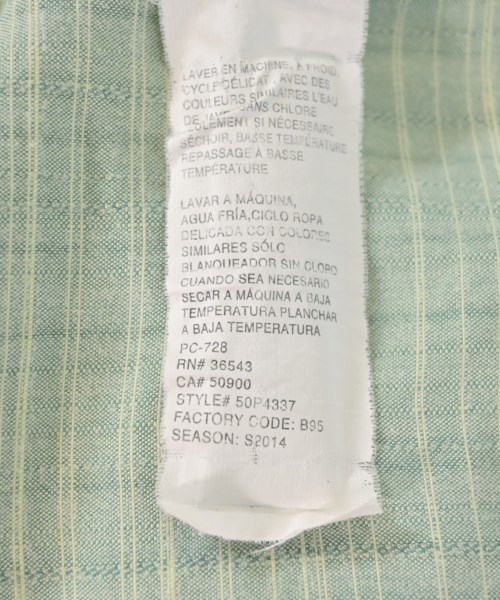 LAVER EN MACHINE, À FROID,
CYCLE DÉLICAT, AVEC DES
COULEURS SIMILAIRES L'EAU
DE JAVE SANS CHLORE
SEULEMENT SI NÉCESSAIRE
SÉCHOIR, BASSE TEMPÉRATURE
REPASSAGE À BASSE
TEMPÉRATURE
LAVAR A MÁQUINA,
AGUA FRÍA,CICLO ROPA
DELICADA CON COLORES
SIMILARES SÓLO
BLANQUEADOR SIN CLORO
CUANDO SEA NECESARIO
SECAR A MÁQUINA A BAJA
TEMPERATURA PLANCHAR
A BAJA TEMPERATURA
PC-728
RN# 36543
CA# 50900
STYLE# 50P4337
FACTORY CODE: B95
SEASON: S2014